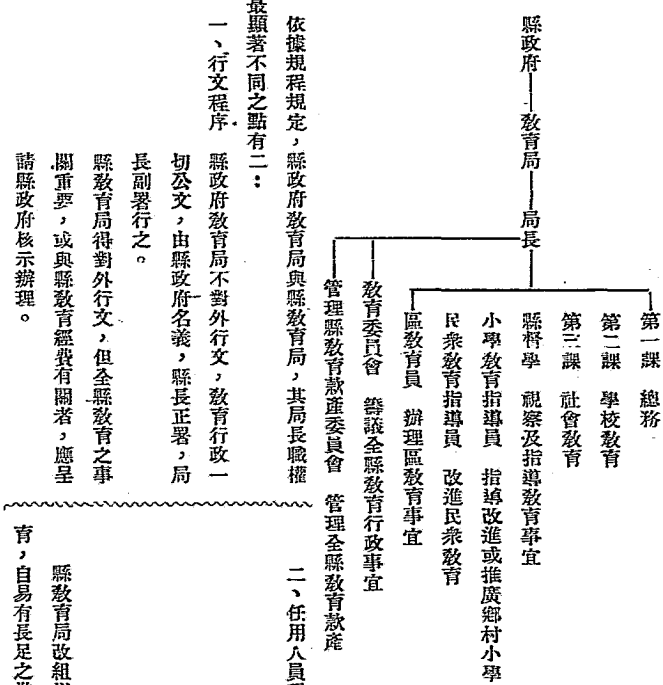 縣政府 教育局 局長
第一課 總務
第二課 學校教育
第三課 社會教育
縣督學 視察及指導教育事宜
小學教育指導員 指導改進或推廣鄉村小學
民衆教育指導員 改進民衆教育
區教育員 辦理區教育事宜
教育委員會 籌議全縣教育行政事宜
管理縣教育款產委員會 管理全縣教育款產
依據規程規定,縣政府教育局與縣教育局,其局長職權
最顯著不同之點有二:
一、行文程序 縣政府教育局不對外行文,教育行政一
切公文,由縣政府名義,縣長正署,局
長副署行之。
縣教育局得對外行文,但全縣教育之事
關重要,或與縣教育經費有關者,應呈
請縣政府核示辦理。
二、任用人員
縣教育局改組
育,自易有長足之